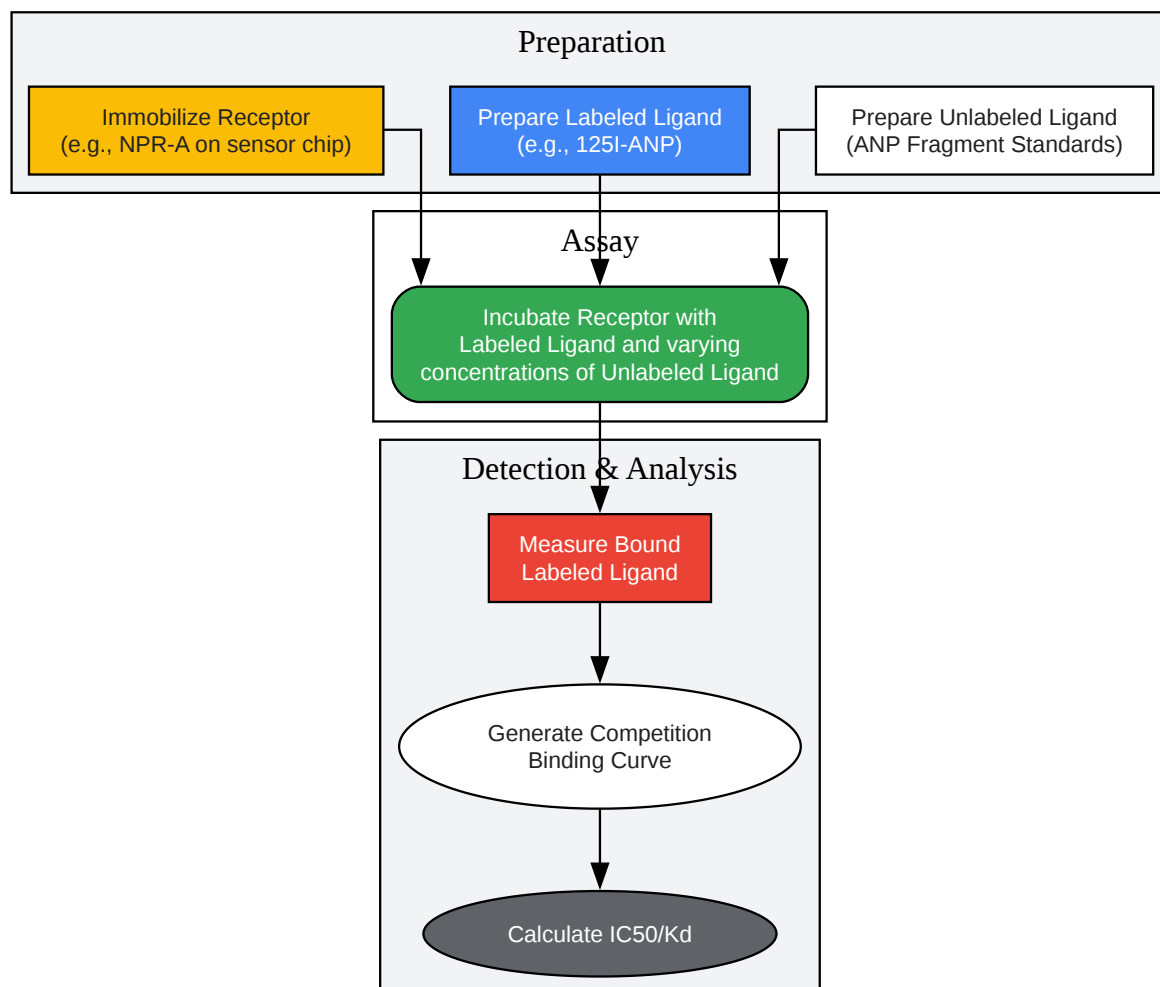 Preparation
Immobilize Receptor
(e.g., NPR-A on sensor chip)
Prepare Labeled Ligand
(e.g., 125I-ANP)
Prepare Unlabeled Ligand
(ANP Fragment Standards)
Assay
Incubate Receptor with
Labeled Ligand and varying
concentrations of Unlabeled Ligand
Detection & Analysis
Measure Bound
Labeled Ligand
Generate Competition
Binding Curve
Calculate IC50/Kd